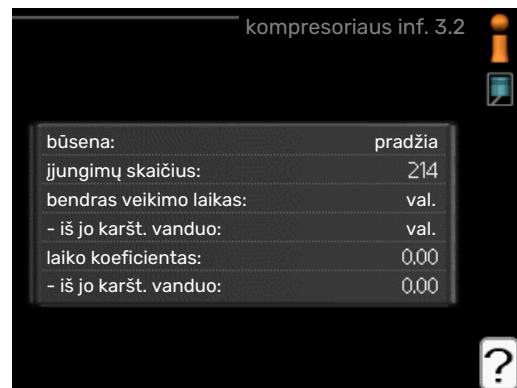 kompresoriaus inf. 3.2
būsena: pradžia
įjungimų skaičius: 214
bendras veikimo laikas: val.
- iš jo karšt. vanduo: val.
laiko koeficientas: 0.00
- iš jo karšt. vanduo: 0.00
?